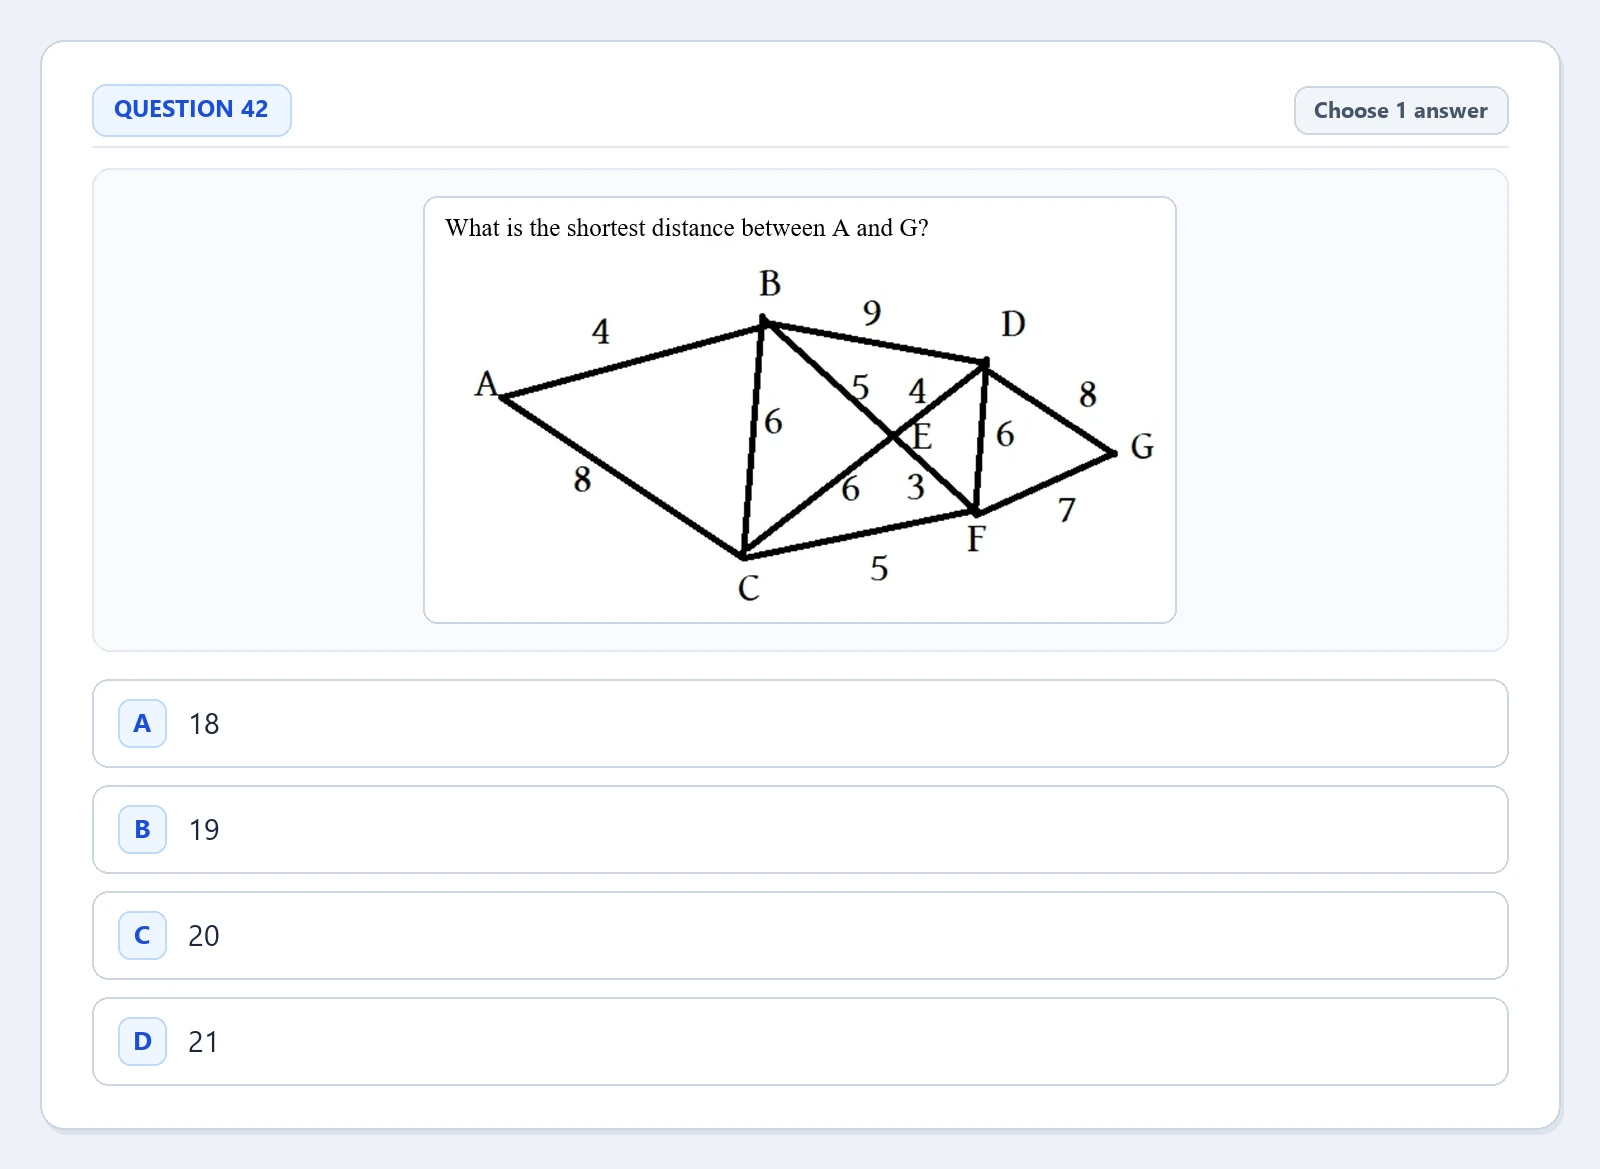 QUESTION 42
Choose 1 answer
What is the shortest distance between A and G?
B
9
D
4
A
5
4
8
6
E
6
G
8
6
3
7
F
5
C
A 18
B 19
C 20
D 21